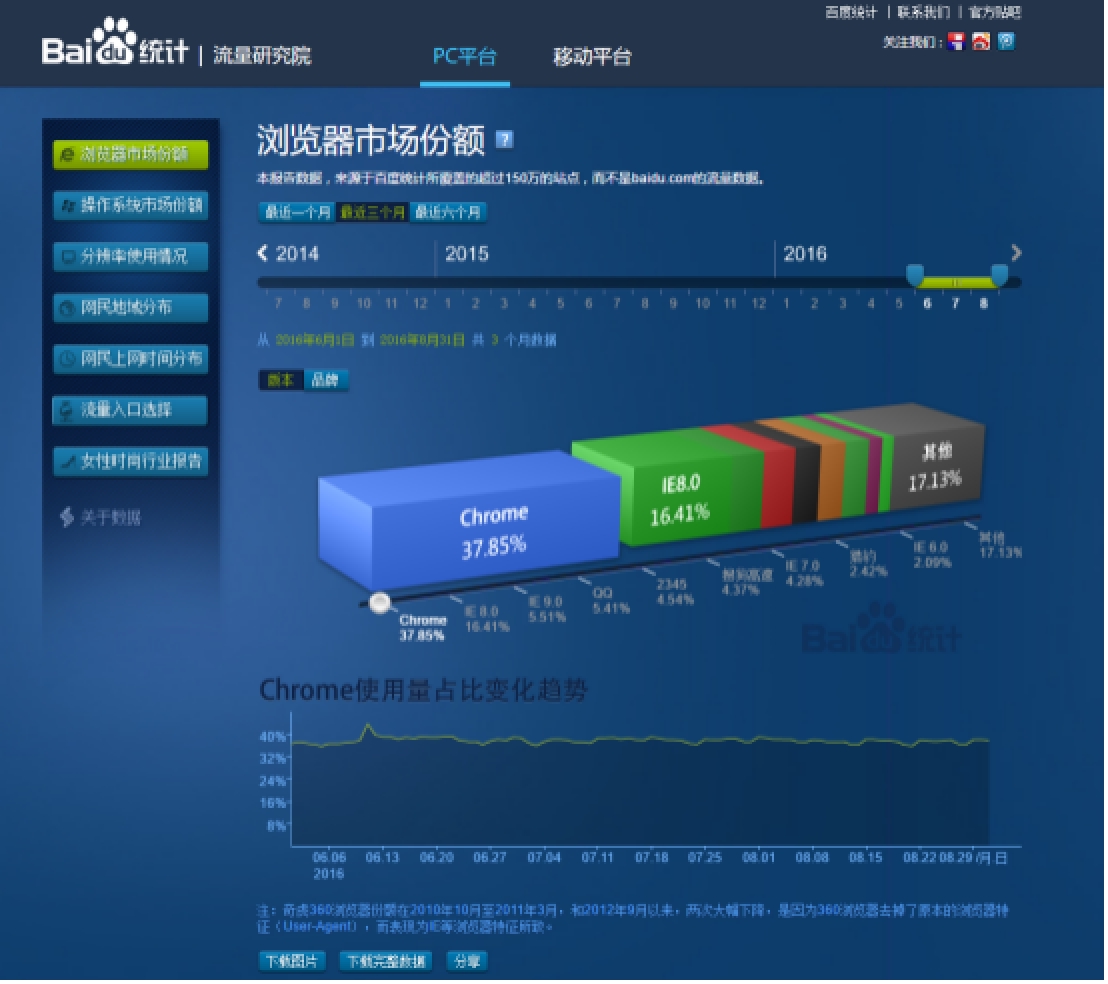 百度统计 | 联系我们 | 官方贴吧
Baidu统计 | 流量研究院
PC平台
移动平台
关注我们：
浏览器市场份额
操作系统市场份额
分辨率使用情况
网民地域分布
网民上网时间分布
流量入口选择
女性时尚行业报告
关于数据
浏览器市场份额 ?
本报告数据，来源于百度统计所覆盖的超过150万的站点，而不是baidu.com的流量数据。
最近一个月 最近三个月 最近六个月
2014 2015 2016
7 8 9 10 11 12 1 2 3 4 5 6 7 8 9 10 11 12 1 2 3 4 5 6 7 8
从 2016年6月1日 到 2016年8月31日 共 3 个月数据
版本 品牌
Chrome
37.85%
IE8.0
16.41%
其他
17.13%
Chrome
37.85%
IE 8.0
16.41%
IE 9.0
5.51%
QQ
5.41%
2345
4.54%
搜狗高速
4.37%
IE 7.0
4.28%
猎豹
2.42%
IE 6.0
2.09%
其他
17.13%
Baidu统计
Chrome使用量占比变化趋势
40%
32%
24%
16%
8%
06.06 06.13 06.20 06.27 07.04 07.11 07.18 07.25 08.01 08.08 08.15 08.22 08.29 /月 日
2016
注：奇虎360浏览器份额在2010年10月至2011年3月，和2012年9月以来，两次大幅下降，是因为360浏览器去掉了原本的浏览器特
征（User-Agent），而表现为IE等浏览器特征所致。
下载图片 下载完整数据 分享